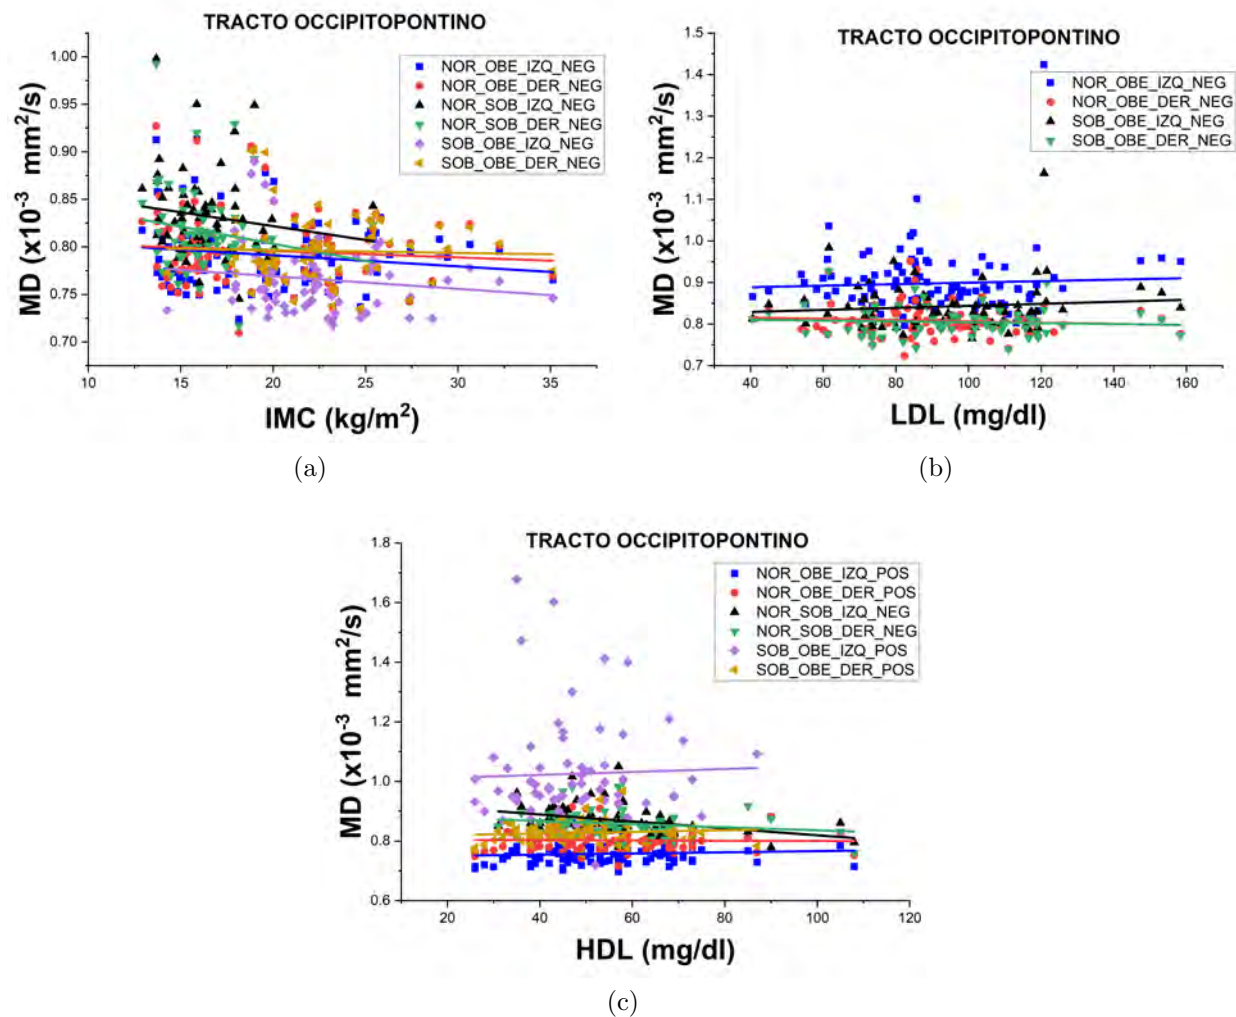 TRACTO OCCIPITOPONTINO
MD (x10⁻³ mm²/s)
1.00
0.95
0.90
0.85
0.80
0.75
0.70
NOR_OBE_IZQ_NEG
NOR_OBE_DER_NEG
NOR_SOB_IZQ_NEG
NOR_SOB_DER_NEG
SOB_OBE_IZQ_NEG
SOB_OBE_DER_NEG
10 15 20 25 30 35
IMC (kg/m²)
(a)
TRACTO OCCIPITOPONTINO
MD (x10⁻³ mm²/s)
1.5
1.4
1.3
1.2
1.1
1.0
0.9
0.8
0.7
NOR_OBE_IZQ_NEG
NOR_OBE_DER_NEG
SOB_OBE_IZQ_NEG
SOB_OBE_DER_NEG
40 60 80 100 120 140 160
LDL (mg/dl)
(b)
TRACTO OCCIPITOPONTINO
MD (x10⁻³ mm²/s)
1.8
1.6
1.4
1.2
1.0
0.8
0.6
NOR_OBE_IZQ_POS
NOR_OBE_DER_POS
NOR_SOB_IZQ_NEG
NOR_SOB_DER_NEG
SOB_OBE_IZQ_POS
SOB_OBE_DER_POS
20 40 60 80 100 120
HDL (mg/dl)
(c)